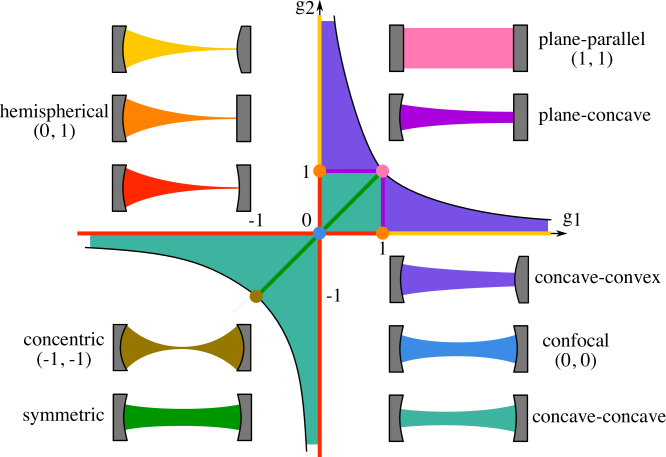 g2
plane-parallel
(1, 1)
hemispherical
(0, 1)
plane-concave
1
-1
0
g1
1
concave-convex
-1
concentric
(-1, -1)
confocal
(0, 0)
symmetric
concave-concave